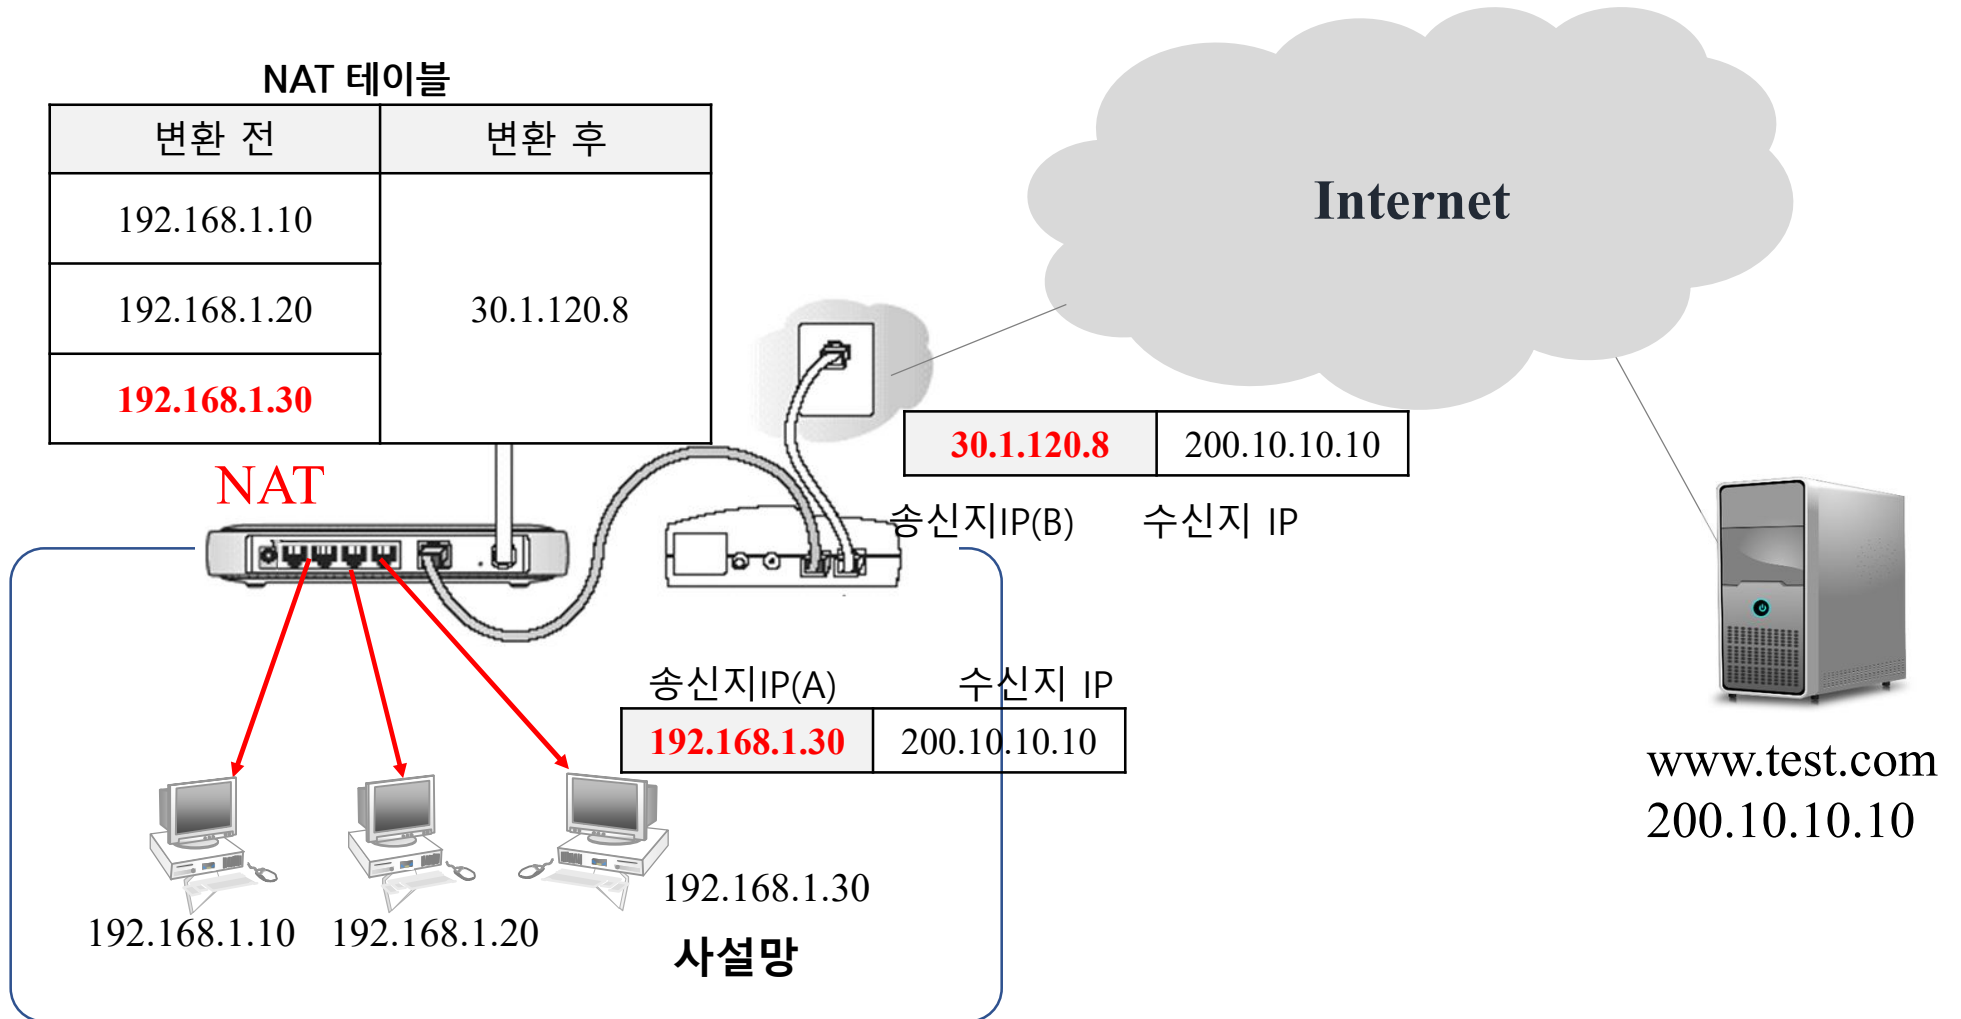 NAT 테이블
변환 전 변환 후
192.168.1.10
192.168.1.20 30.1.120.8
192.168.1.30
Internet
NAT
30.1.120.8 200.10.10.10
송신지IP(B) 수신지 IP
송신지IP(A) 수신지 IP
192.168.1.30 200.10.10.10
www.test.com
200.10.10.10
192.168.1.10 192.168.1.20 192.168.1.30
사설망